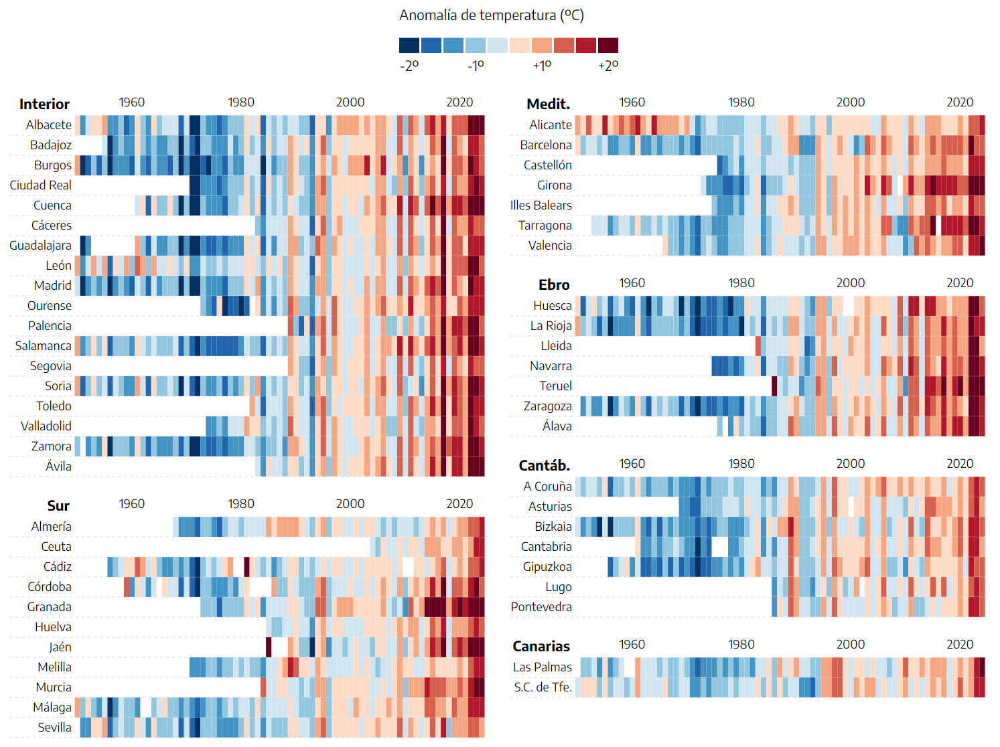 Anomalía de temperatura (ºC)
-2º -1º +1º +2º
Interior 1960 1980 2000 2020
Albacete
Badajoz
Burgos
Ciudad Real
Cuenca
Cáceres
Guadalajara
León
Madrid
Ourense
Palencia
Salamanca
Segovia
Soria
Toledo
Valladolid
Zamora
Ávila
Sur 1960 1980 2000 2020
Almería
Ceuta
Cádiz
Córdoba
Granada
Huelva
Jaén
Melilla
Murcia
Málaga
Sevilla
Medit. 1960 1980 2000 2020
Alicante
Barcelona
Castellón
Girona
Illes Balears
Tarragona
Valencia
Ebro 1960 1980 2000 2020
Huesca
La Rioja
Lleida
Navarra
Teruel
Zaragoza
Álava
Cantáb. 1960 1980 2000 2020
A Coruña
Asturias
Bizkaia
Cantabria
Gipuzkoa
Lugo
Pontevedra
Canarias 1960 1980 2000 2020
Las Palmas
S.C. de Tfe.